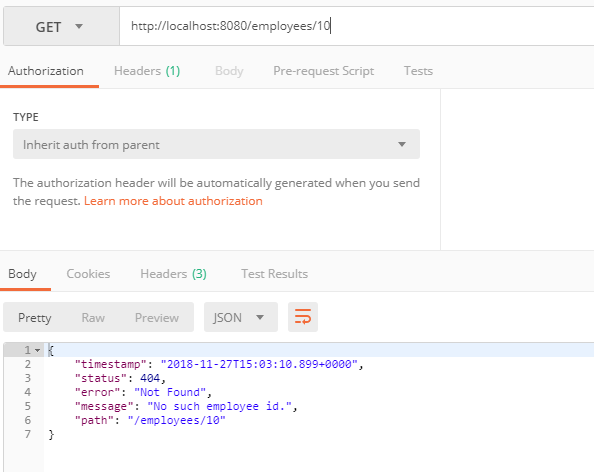 GET http://localhost:8080/employees/10
Authorization Headers (1) Body Pre-request Script Tests
TYPE
Inherit auth from parent
The authorization header will be automatically generated when you send
the request. Learn more about authorization
Body Cookies Headers (3) Test Results
Pretty Raw Preview JSON
1 {
2 "timestamp": "2018-11-27T15:03:10.899+0000",
3 "status": 404,
4 "error": "Not Found",
5 "message": "No such employee id.",
6 "path": "/employees/10"
7 }